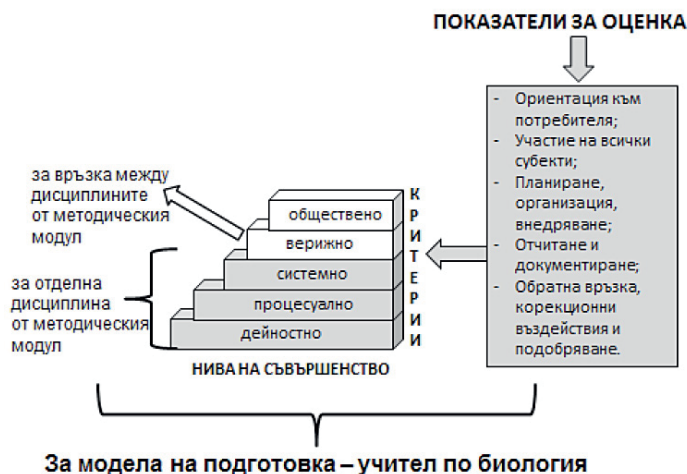 ПОКАЗАТЕЛИ ЗА ОЦЕНКА
- Ориентация към
потребителя;
- Участие на всички
субекти;
- Планиране,
организация,
внедряване;
- Отчитане и
документиране;
- Обратна връзка,
корекционни
въздействия и
подобряване.
за връзка между
дисциплините
от методическия
модул
за отделна
дисциплина
от методическия
модул
обществено
верижно
системно
процесуално
дейностно
КРИТЕРИИ
НИВА НА СЪВЪРШЕНСТВО
За модела на подготовка – учител по биология